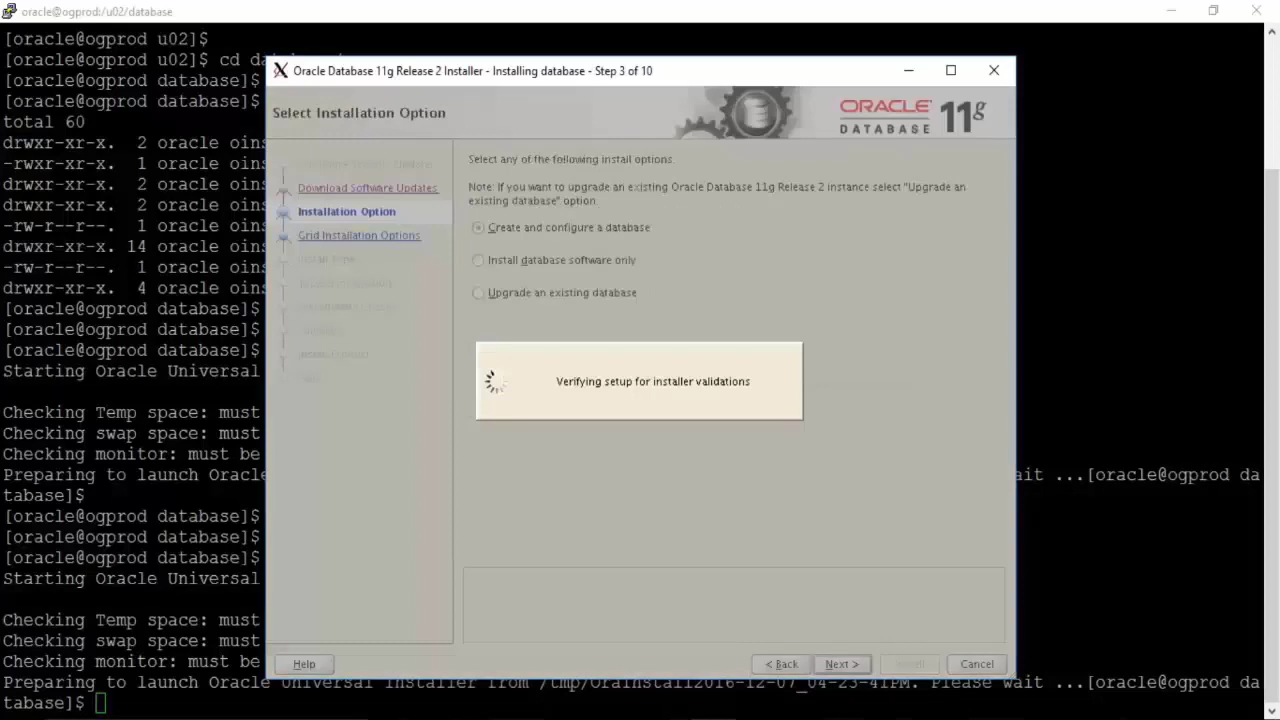 oracle@ogprod:/u02/database
[oracle@ogprod u02]$
[oracle@ogprod u02]$ cd
[oracle@ogprod database]$
[oracle@ogprod database]$
total 60
drwxr-xr-x. 2 oracle oins
-rwxr-xr-x. 1 oracle oins
drwxr-xr-x. 2 oracle oins
drwxr-xr-x. 2 oracle oins
-rw-r--r--. 1 oracle oins
drwxr-xr-x. 14 oracle oins
-rw-r--r--. 1 oracle oins
drwxr-xr-x. 4 oracle oins
[oracle@ogprod database]$
[oracle@ogprod database]$
[oracle@ogprod database]$
Starting Oracle Universal
Checking Temp space: must
Checking swap space: must
Checking monitor: must be
Preparing to launch Oracle ait ...[oracle@ogprod da
tabase]$
[oracle@ogprod database]$
[oracle@ogprod database]$
[oracle@ogprod database]$
Starting Oracle Universal
Checking Temp space: must
Checking swap space: must
Checking monitor: must be
Preparing to launch Oracle Universal Installer from /tmp/OraInstall2016-12-07_04-23-41PM. Please wait ...[oracle@ogprod da
tabase]$
Oracle Database 11g Release 2 Installer - Installing database - Step 3 of 10
Select Installation Option
ORACLE
DATABASE 11g
Download Software Updates
Installation Option
Grid Installation Options
Select any of the following install options.
Note: If you want to upgrade an existing Oracle Database 11g Release 2 instance select "Upgrade an
existing database" option
Create and configure a database
Install database software only
Upgrade an existing database
Verifying setup for installer validations
Help
< Back
Next >
Cancel